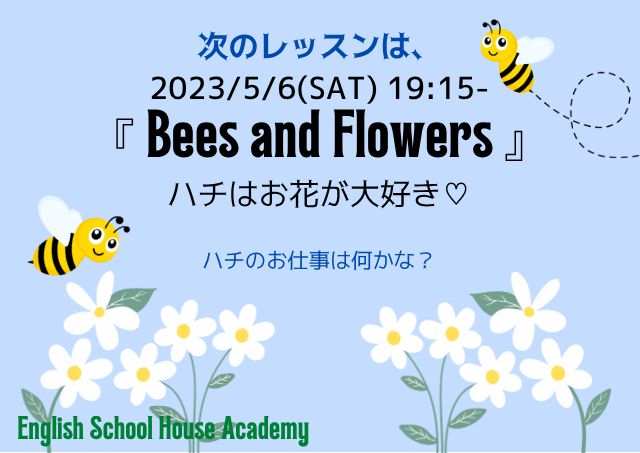 次のレッスンは、
2023/5/6(SAT) 19:15-
『 Bees and Flowers 』
ハチはお花が大好き♡
ハチのお仕事は何かな？
English School House Academy